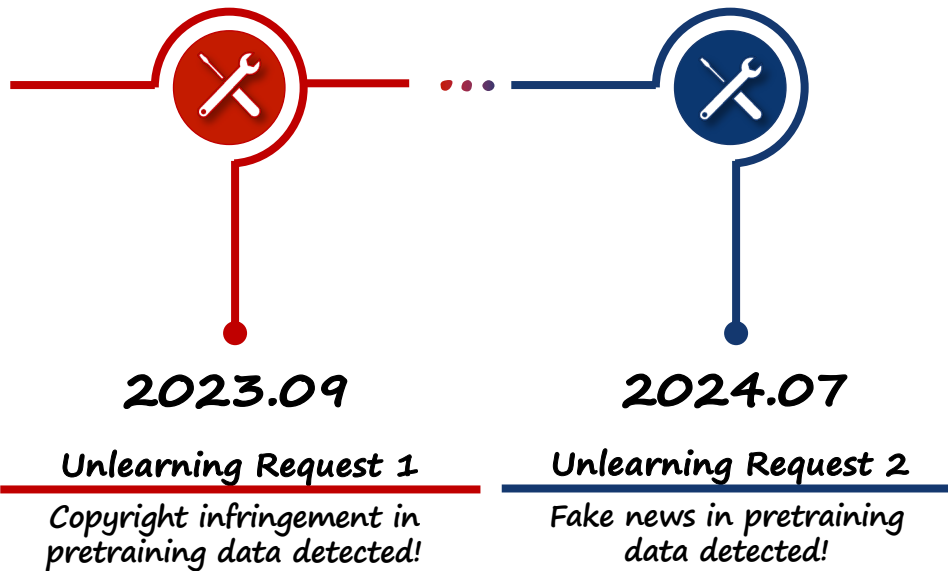 2023.09
Unlearning Request 1
Copyright infringement in
pretraining data detected!
2024.07
Unlearning Request 2
Fake news in pretraining
data detected!